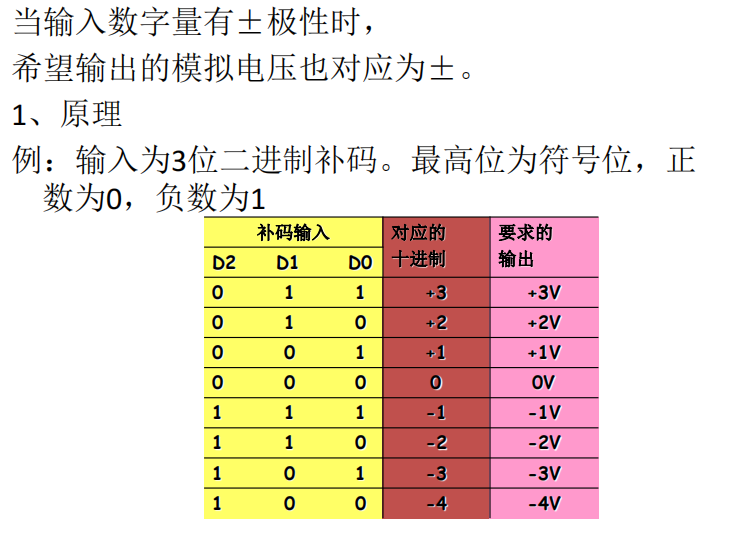 当输入数字量有±极性时，
希望输出的模拟电压也对应为±。
1、原理
例：输入为3位二进制补码。最高位为符号位，正
数为0，负数为1
补码输入 对应的 要求的
D2 D1 D0 十进制 输出
0 1 1 +3 +3V
0 1 0 +2 +2V
0 0 1 +1 +1V
0 0 0 0 0V
1 1 1 -1 -1V
1 1 0 -2 -2V
1 0 1 -3 -3V
1 0 0 -4 -4V